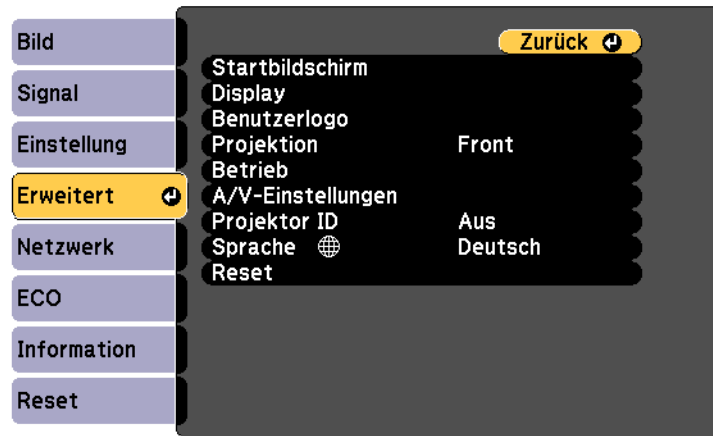 Bild
Signal
Einstellung
Erweitert
Netzwerk
ECO
Information
Reset
Zurück
Startbildschirm
Display
Benutzerlogo
Projektion Front
Betrieb
A/V-Einstellungen
Projektor ID Aus
Sprache Deutsch
Reset